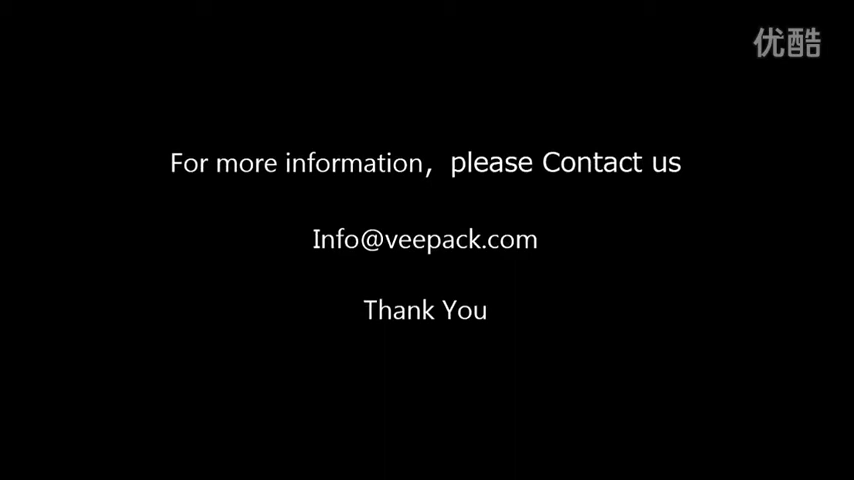 优酷
For more information，please Contact us
Info@veepack.com
Thank You